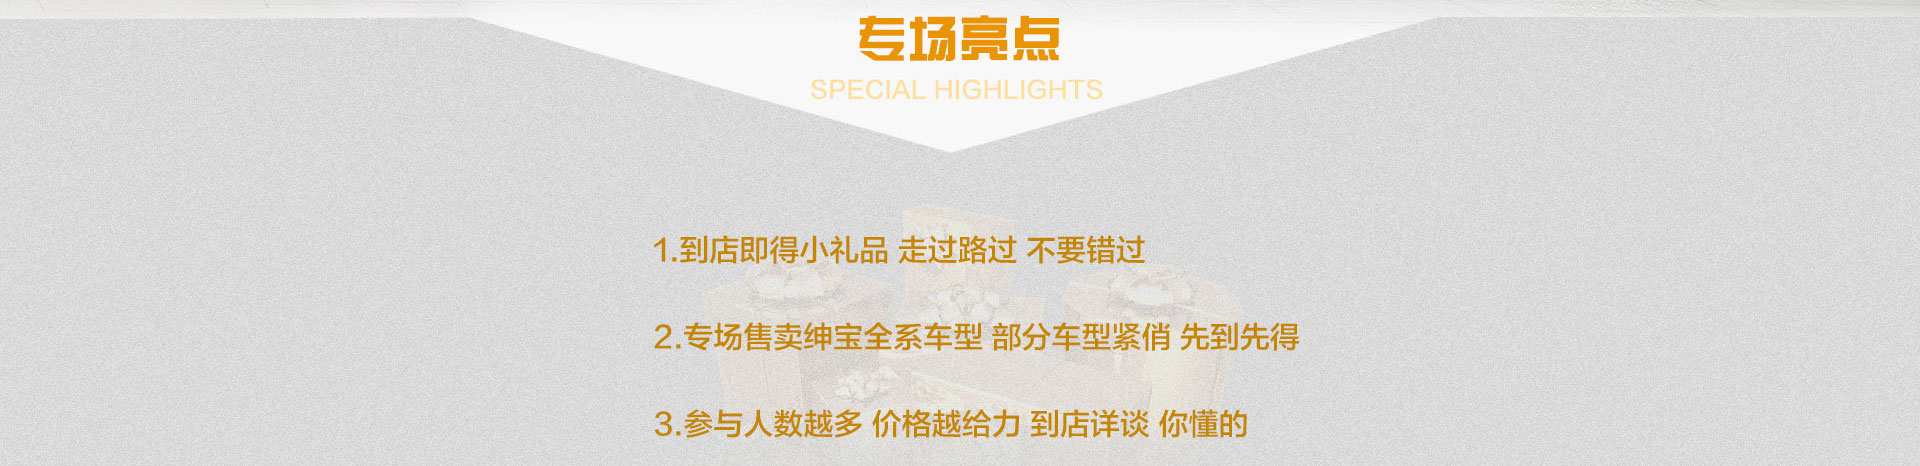 专场亮点
SPECIAL HIGHLIGHTS
1.到店即得小礼品 走过路过 不要错过
2.专场售卖绅宝全系车型 部分车型紧俏 先到先得
3.参与人数越多 价格越给力 到店详谈 你懂的